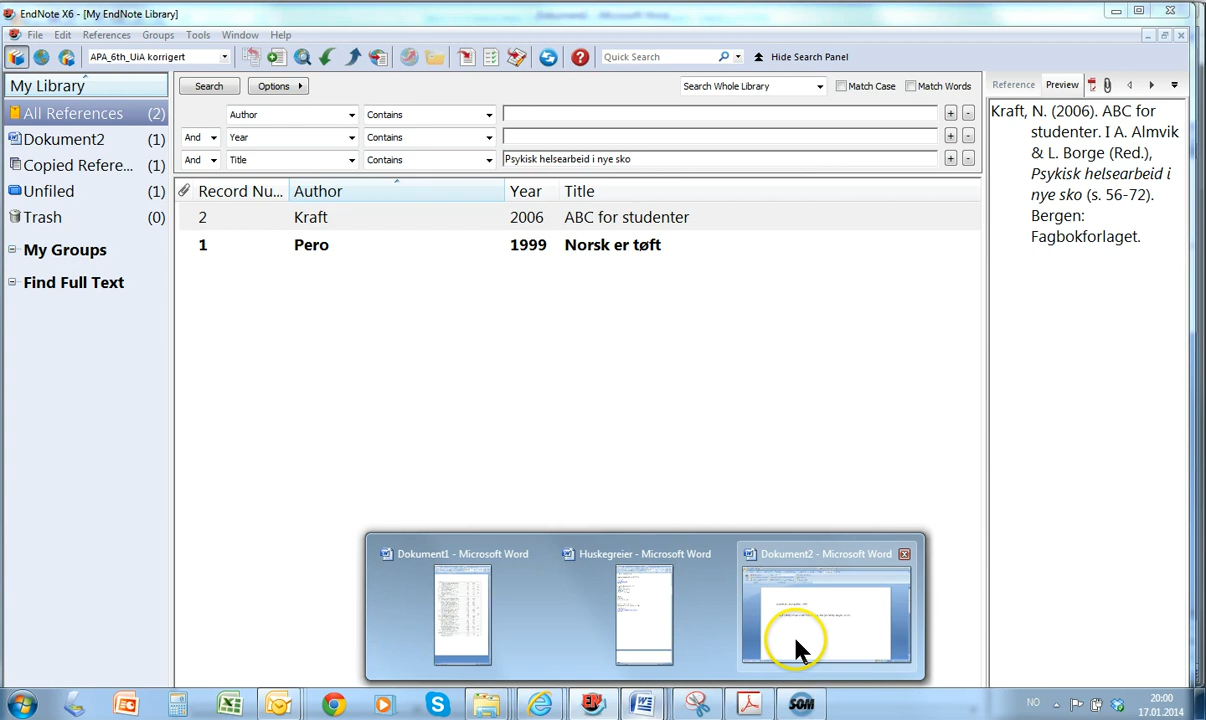 EndNote X6 - [My EndNote Library]
File Edit References Groups Tools Window Help
APA_6th_UiA korrigert
Quick Search
Hide Search Panel
My Library
All References (2)
Dokument2 (1)
Copied Refere... (1)
Unfiled (1)
Trash (0)
My Groups
Find Full Text
Search Options Search Whole Library Match Case Match Words
Author Contains
And Year Contains
And Title Contains Psykisk helsearbeid i nye sko
Record Nu... Author Year Title
2 Kraft 2006 ABC for studenter
1 Pero 1999 Norsk er tøft
Reference Preview
Kraft, N. (2006). ABC for
studenter. I A. Almvik
& L. Borge (Red.),
Psykisk helsearbeid i
nye sko (s. 56-72).
Bergen:
Fagbokforlaget.
Dokument1 - Microsoft Word Huskegreier - Microsoft Word Dokument2 - Microsoft Word
SOM
NO
20:00
17.01.2014